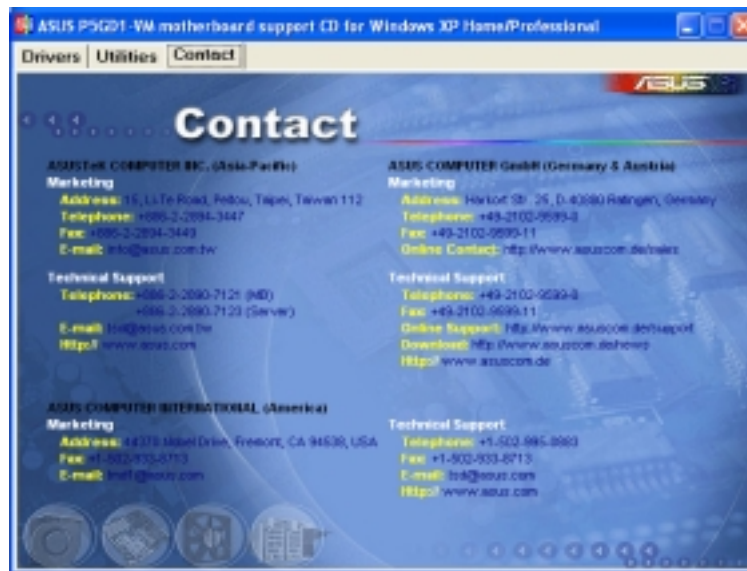 ASUS P5GD1-VM motherboard support CD for Windows XP Home/Professional
Drivers Utilities Contact
ASUS
Contact
ASUSTeK COMPUTER INC. (Asia-Pacific)
Marketing
Address: 15, Li-Te Road, Peitou, Taipei, Taiwan 112
Telephone: +886-2-2894-3447
Fax: +886-2-2894-3449
E-mail: info@asus.com.tw
Technical Support
Telephone: +886-2-2890-7121 (MB)
+886-2-2890-7123 (Server)
E-mail: tsd@asus.com.tw
Http:// www.asus.com
ASUS COMPUTER GmbH (Germany & Austria)
Marketing
Address: Harkort Str. 25, D-40880 Ratingen, Germany
Telephone: +49-2102-9599-0
Fax: +49-2102-9599-11
Online Contact: http://www.asuscom.de/sales
Technical Support
Telephone: +49-2102-9599-0
Fax: +49-2102-9599-11
Online Support: http://www.asuscom.de/support
Download: http://www.asuscom.de/news
Http:// www.asuscom.de
ASUS COMPUTER INTERNATIONAL (America)
Marketing
Address: 44370 Nobel Drive, Fremont, CA 94538, USA
Fax: +1-502-933-8713
E-mail: @asus.com
Technical Support
Telephone: +1-502-995-0883
Fax: +1-502-933-8713
E-mail: tsd@asus.com
Http:// www.asus.com